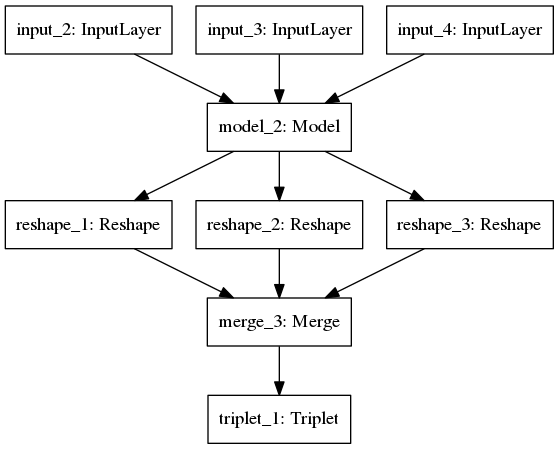 input_2: InputLayer
input_3: InputLayer
input_4: InputLayer
model_2: Model
reshape_1: Reshape
reshape_2: Reshape
reshape_3: Reshape
merge_3: Merge
triplet_1: Triplet